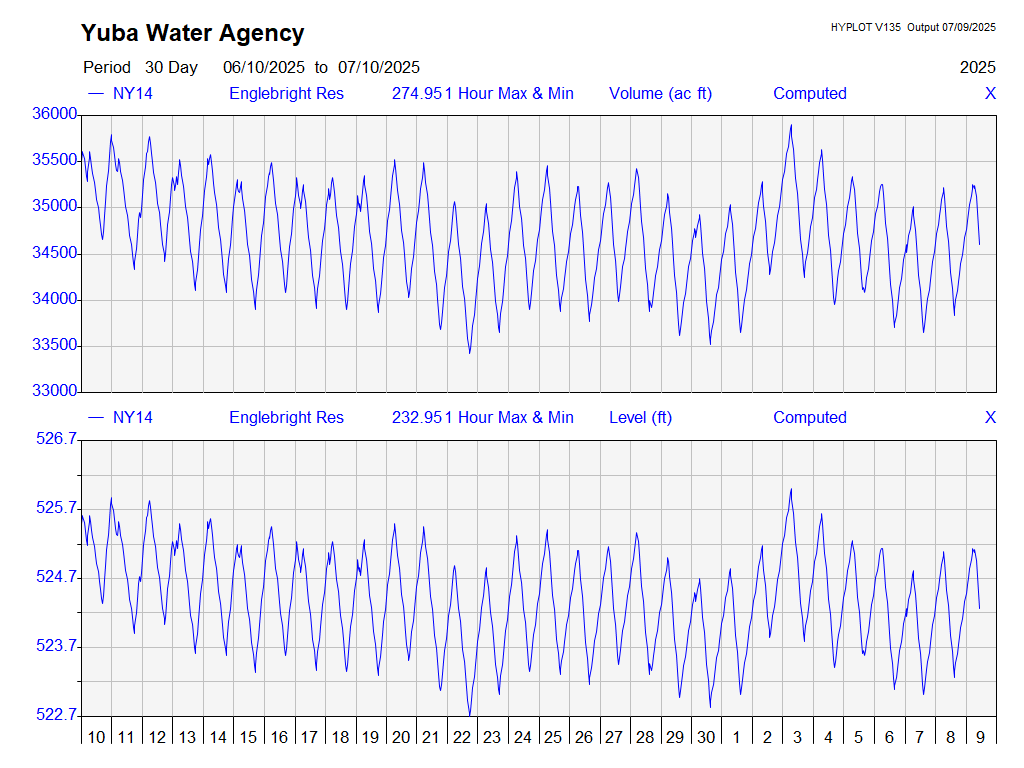 Yuba Water Agency
HYPLOT V135 Output 07/09/2025
Period 30 Day 06/10/2025 to 07/10/2025 2025
NY14 Englebright Res 274.951 Hour Max & Min Volume (ac ft) Computed X
36000
35500
35000
34500
34000
33500
33000
NY14 Englebright Res 232.951 Hour Max & Min Level (ft) Computed X
526.7
525.7
524.7
523.7
522.7
10 11 12 13 14 15 16 17 18 19 20 21 22 23 24 25 26 27 28 29 30 1 2 3 4 5 6 7 8 9